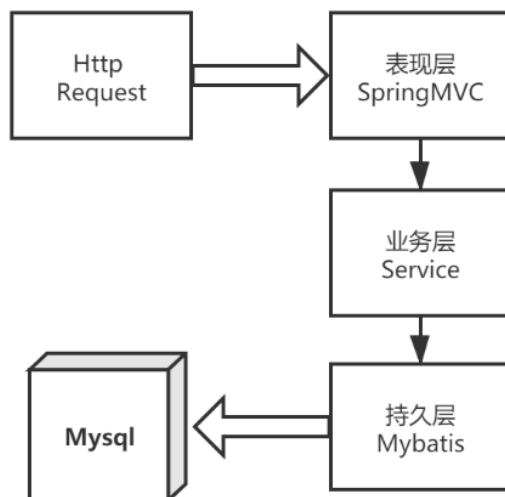 Http
Request
表现层
SpringMVC
业务层
Service
持久层
Mybatis
Mysql